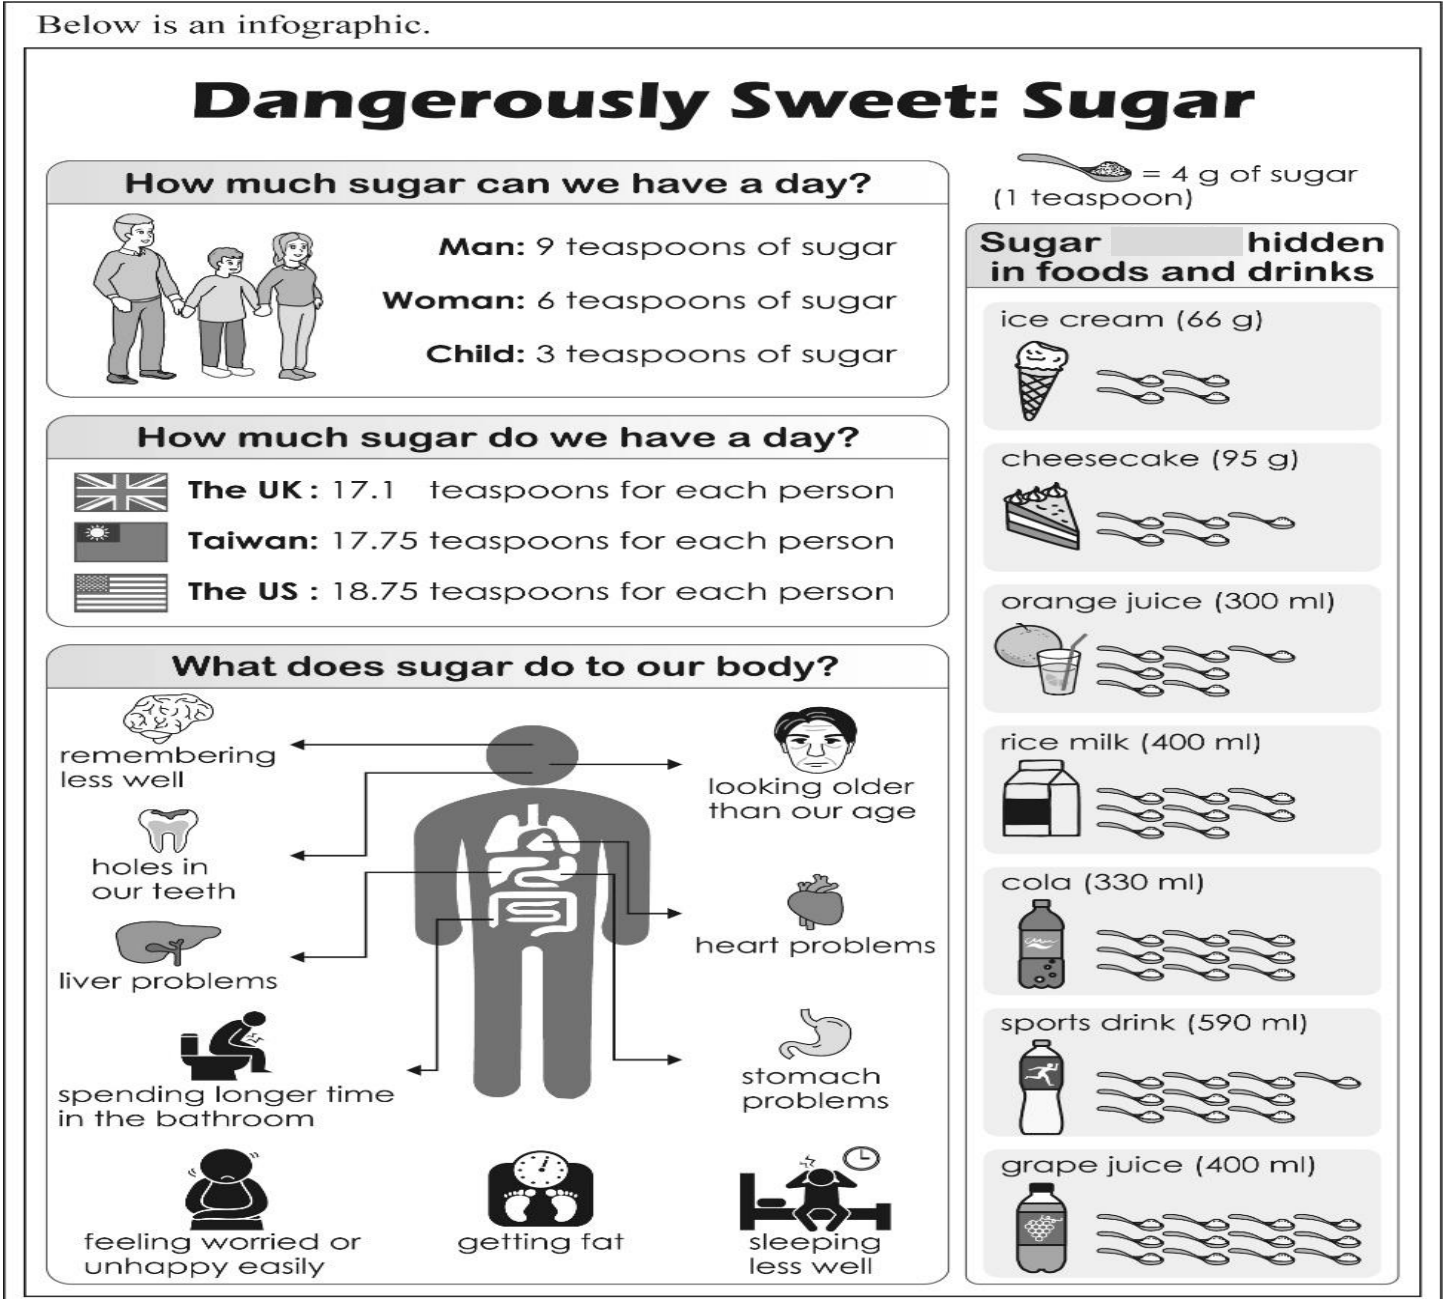 Below is an infographic.
Dangerously Sweet: Sugar
How much sugar can we have a day?
Man: 9 teaspoons of sugar
Woman: 6 teaspoons of sugar
Child: 3 teaspoons of sugar
How much sugar do we have a day?
The UK : 17.1 teaspoons for each person
Taiwan: 17.75 teaspoons for each person
The US : 18.75 teaspoons for each person
What does sugar do to our body?
remembering
less well
looking older
than our age
holes in
our teeth
heart problems
liver problems
spending longer time
in the bathroom
stomach
problems
feeling worried or
unhappy easily
getting fat
sleeping
less well
= 4 g of sugar
(1 teaspoon)
Sugar hidden
in foods and drinks
ice cream (66 g)
cheesecake (95 g)
orange juice (300 ml)
rice milk (400 ml)
cola (330 ml)
sports drink (590 ml)
grape juice (400 ml)